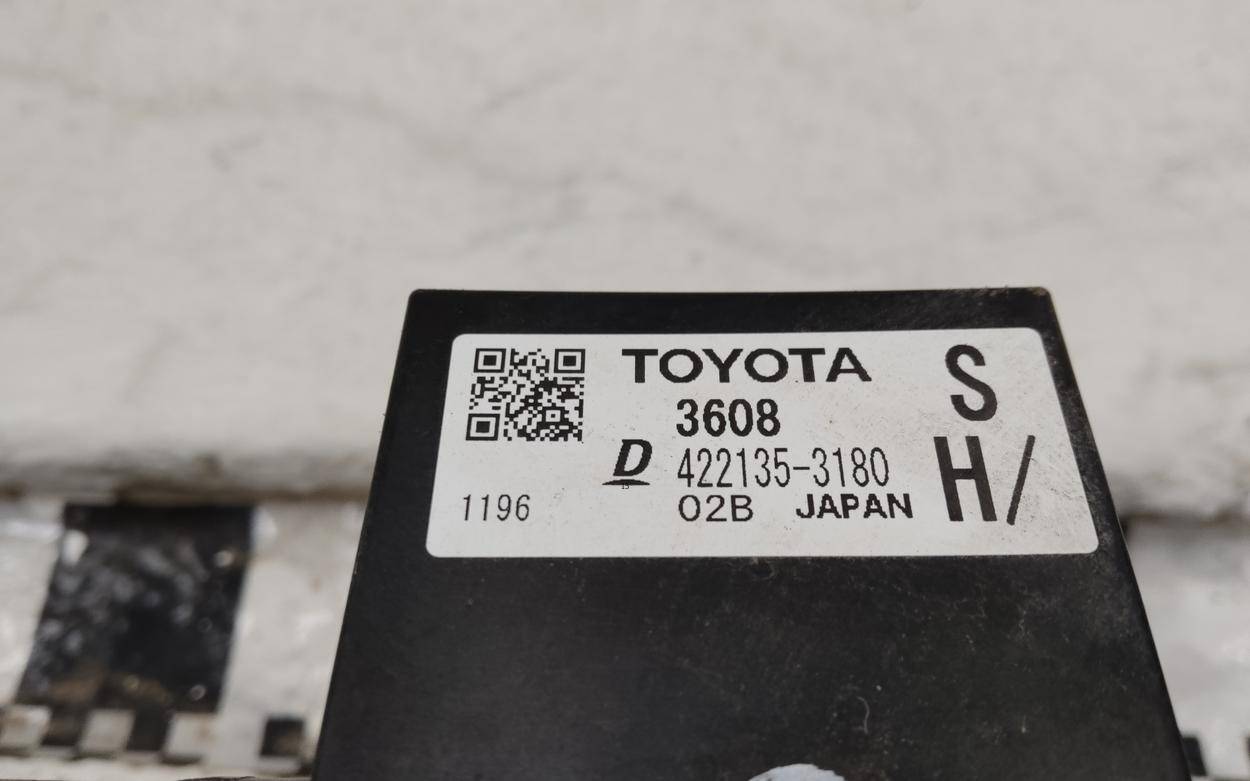 TOYOTA
3608
D 422135-3180
1196 02B JAPAN
S
H/